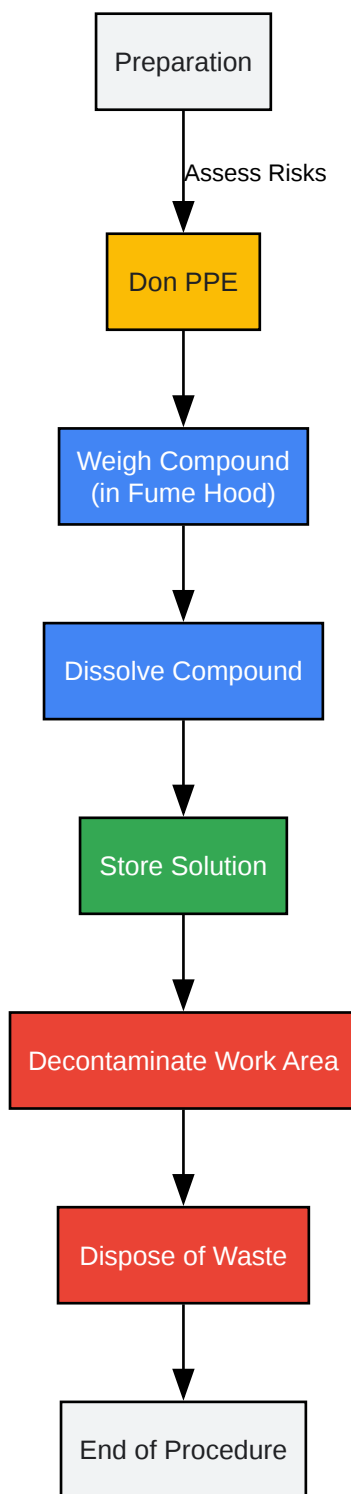 Preparation
Assess Risks
Don PPE
Weigh Compound
(in Fume Hood)
Dissolve Compound
Store Solution
Decontaminate Work Area
Dispose of Waste
End of Procedure